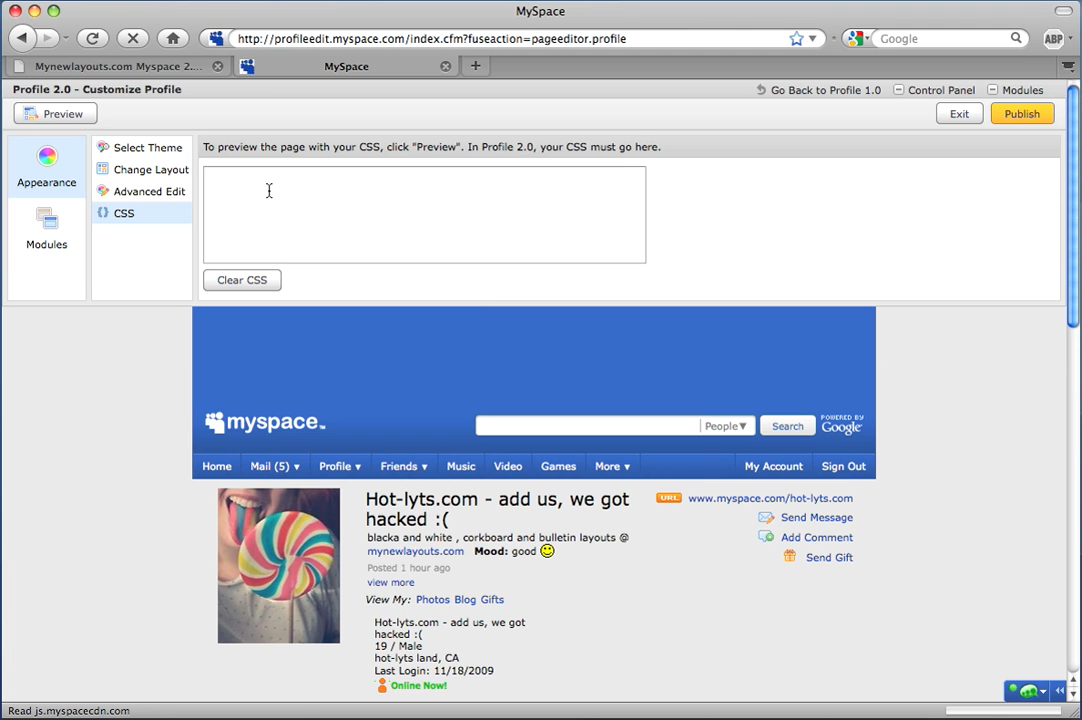 MySpace
http://profileedit.myspace.com/index.cfm?fuseaction=pageeditor.profile
Google
ABP
Mynewlayouts.com Myspace 2....
MySpace
Profile 2.0 - Customize Profile
Go Back to Profile 1.0
Control Panel
Modules
Preview
Exit
Publish
Appearance
Modules
Select Theme
Change Layout
Advanced Edit
CSS
To preview the page with your CSS, click "Preview". In Profile 2.0, your CSS must go here.
Clear CSS
myspace™
People▼
Search
POWERED BY
Google
Home Mail (5) ▾ Profile ▾ Friends ▾ Music Video Games More ▾ My Account Sign Out
Hot-lyts.com - add us, we got
hacked :(
blacka and white , corkboard and bulletin layouts @
mynewlayouts.com Mood: good
Posted 1 hour ago
view more
View My: Photos Blog Gifts
Hot-lyts.com - add us, we got
hacked :(
19 / Male
hot-lyts land, CA
Last Login: 11/18/2009
Online Now!
URL www.myspace.com/hot-lyts.com
Send Message
Add Comment
Send Gift
Read js.myspacecdn.com